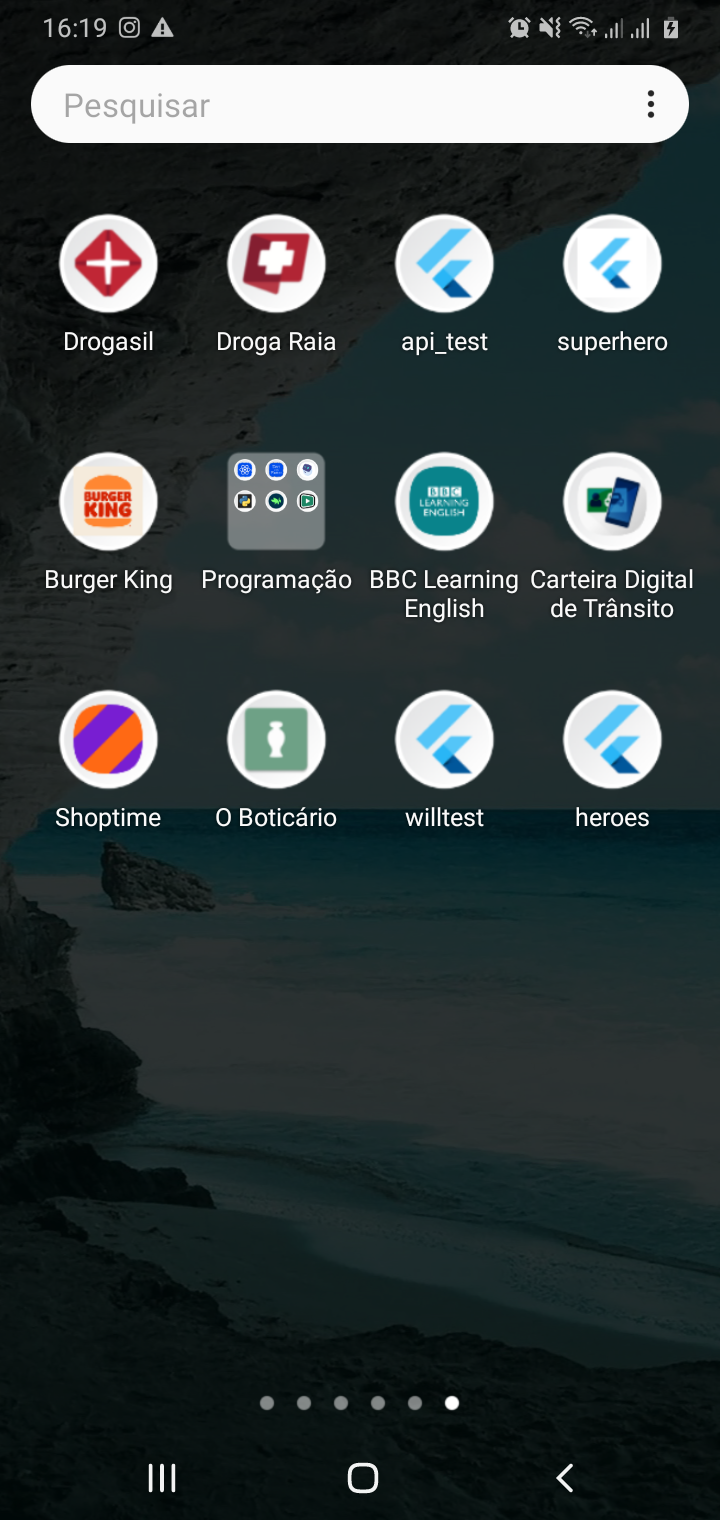 16:19
Pesquisar
Drogasil
Droga Raia
api_test
superhero
BURGER
KING
BBC
LEARNING
ENGLISH
Burger King
Programação
BBC Learning
English
Carteira Digital
de Trânsito
Shoptime
O Boticário
willtest
heroes